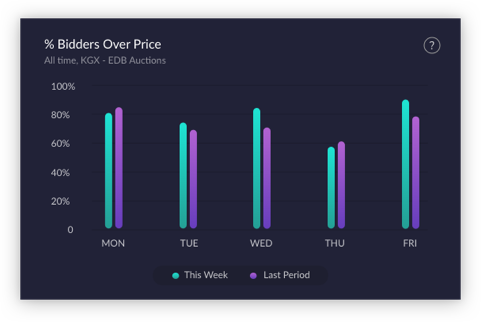 % Bidders Over Price
All time, KGX - EDB Auctions
?
100%
80%
60%
40%
20%
0
MON TUE WED THU FRI
This Week Last Period